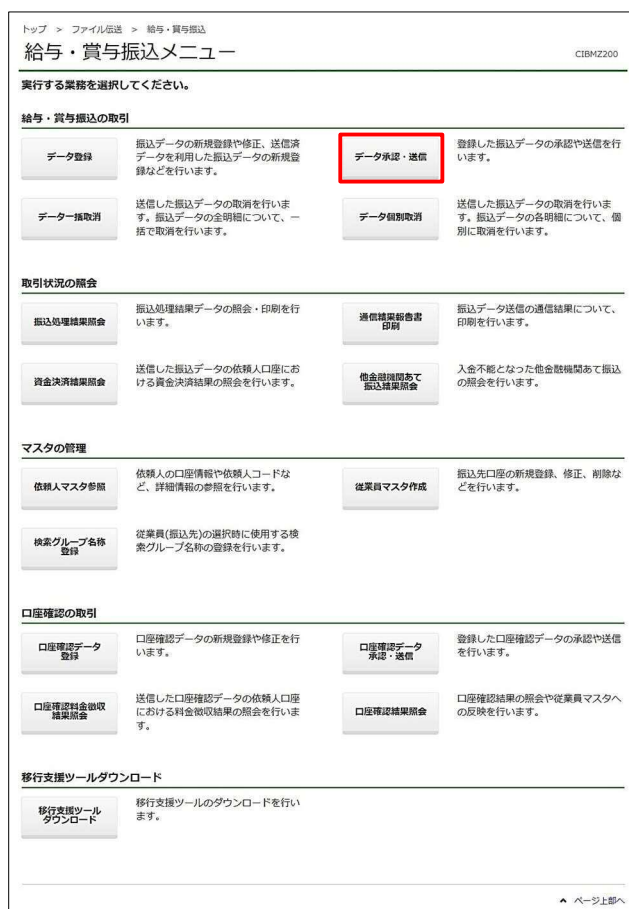 トップ > ファイル伝送 > 給与・賞与振込
給与・賞与振込メニュー
CIBMZ200
実行する業務を選択してください。
給与・賞与振込の取引
データ登録
振込データの新規登録や修正、送信済
データを利用した振込データの新規登
録などを行います。
データ承認・送信
登録した振込データの承認や送信を行
います。
データ一括取消
送信した振込データの取消を行いま
す。振込データの全明細について、一
括で取消を行います。
データ個別取消
送信した振込データの取消を行いま
す。振込データの各明細について、個
別に取消を行います。
取引状況の照会
振込処理結果照会
振込処理結果データの照会・印刷を行
います。
通信結果報告書
印刷
振込データ送信の通信結果について、
印刷を行います。
資金決済結果照会
送信した振込データの依頼人口座にお
ける資金決済結果の照会を行います。
他金融機関あて
振込結果照会
入金不能となった他金融機関あて振込
の照会を行います。
マスタの管理
依頼人マスタ参照
依頼人の口座情報や依頼人コードな
ど、詳細情報の参照を行います。
従業員マスタ作成
振込先口座の新規登録、修正、削除な
どを行います。
検索グループ名称
登録
従業員(振込先)の選択時に使用する検
索グループ名称の登録を行います。
口座確認の取引
口座確認データ
登録
口座確認データの新規登録や修正を行
います。
口座確認データ
承認・送信
登録した口座確認データの承認や送信
を行います。
口座確認料金徴収
結果照会
送信した口座確認データの依頼人口座
における料金徴収結果の照会を行いま
す。
口座確認結果照会
口座確認結果の照会や従業員マスタへ
の反映を行います。
移行支援ツールダウンロード
移行支援ツール
ダウンロード
移行支援ツールのダウンロードを行い
ます。
ページ上部へ